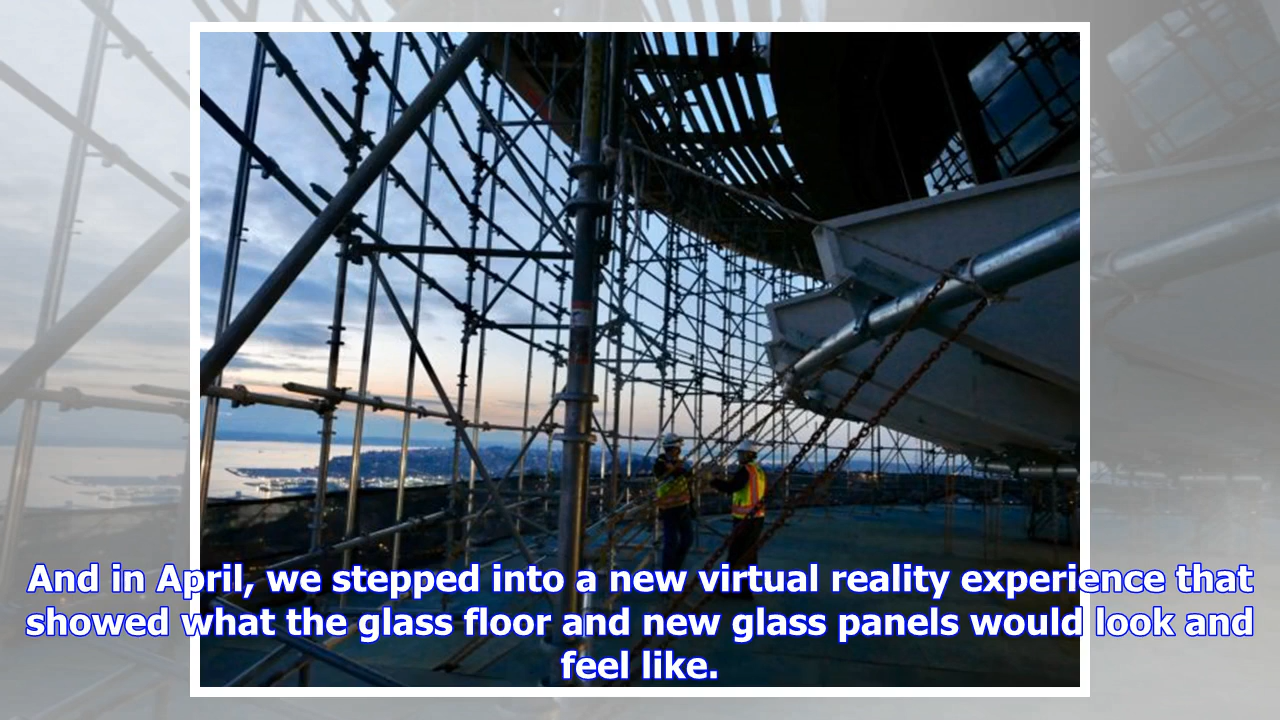 And in April, we stepped into a new virtual reality experience that
showed what the glass floor and new glass panels would look and
feel like.